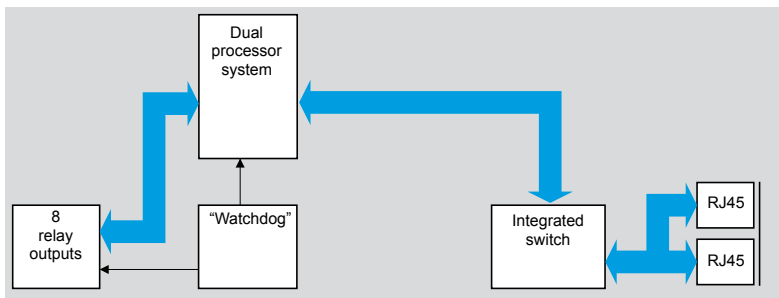 Dual
processor
system
8
relay
outputs
“Watchdog”
Integrated
switch
RJ45
RJ45